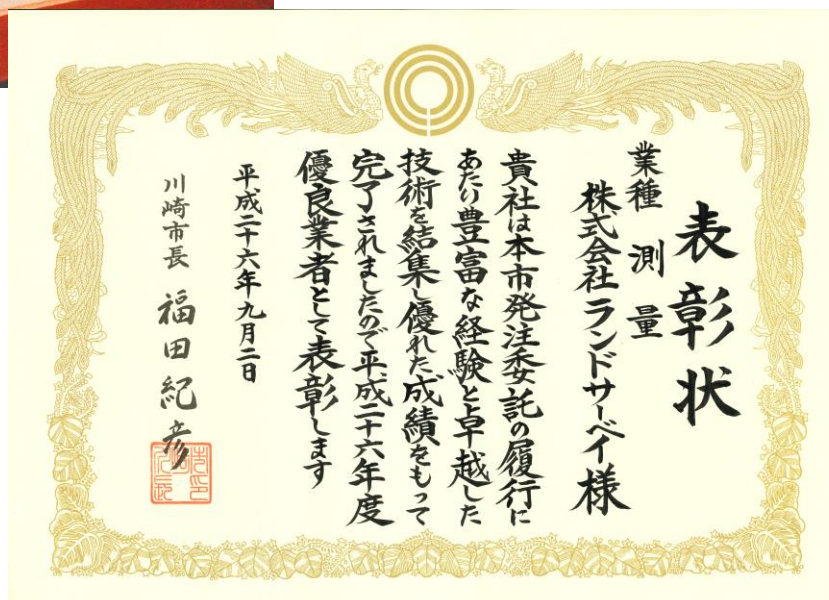 表彰状
業種 測量
株式会社ランドサーベイ様
貴社は本市発注委託の履行に
あたり豊富な経験と卓越した
技術を結集し優れた成績をもって
完了されましたので平成二十六年度
優良業者として表彰します
平成二十六年九月二日
川崎市長 福田紀彦